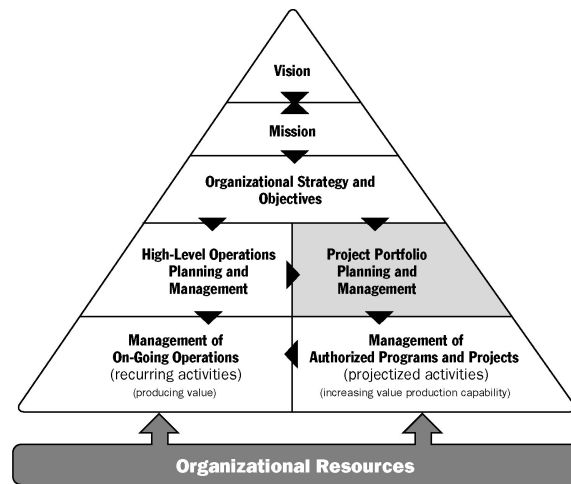 Vision
Mission
Organizational Strategy and
Objectives
High-Level Operations
Planning and
Management
Project Portfolio
Planning and
Management
Management of
On-Going Operations
(recurring activities)
(producing value)
Management of
Authorized Programs and Projects
(projectized activities)
(increasing value production capability)
Organizational Resources